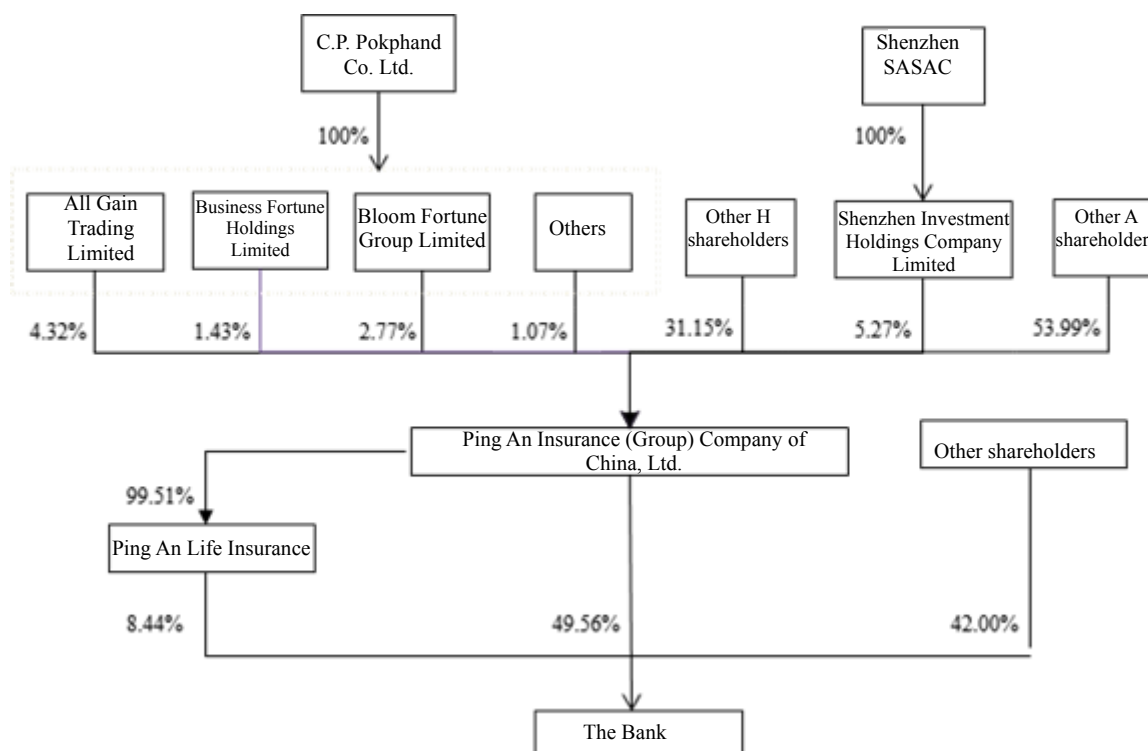 C.P. Pokphand
Co. Ltd.
Shenzhen
SASAC
100%
100%
All Gain
Trading
Limited
Business Fortune
Holdings
Limited
Bloom Fortune
Group Limited
Others
Other H
shareholders
Shenzhen Investment
Holdings Company
Limited
Other A
shareholder
4.32%
1.43%
2.77%
1.07%
31.15%
5.27%
53.99%
Ping An Insurance (Group) Company of
China, Ltd.
Other shareholders
99.51%
Ping An Life Insurance
8.44%
49.56%
42.00%
The Bank